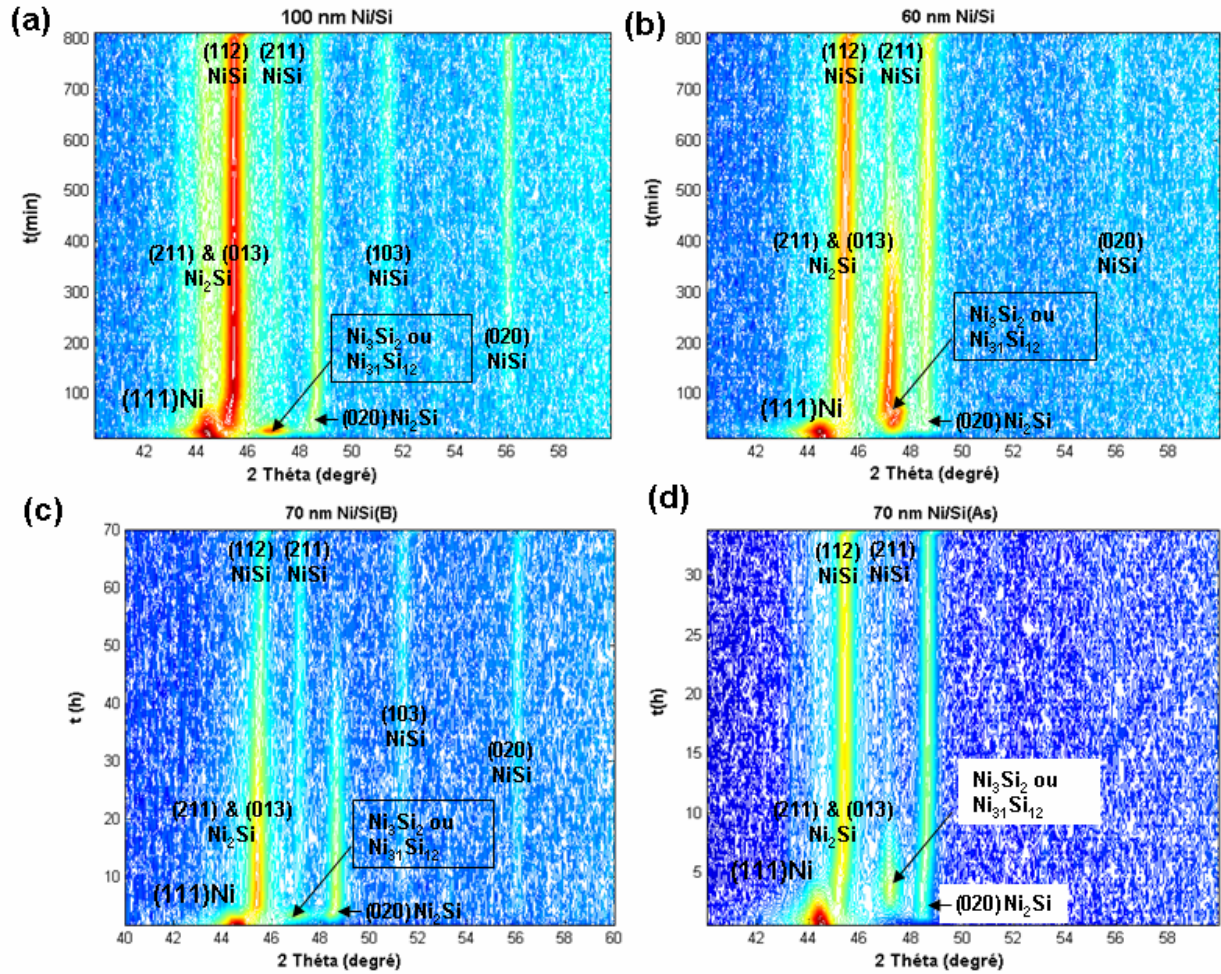 (a)
100 nm Ni/Si
800
700
600
500
400
300
200
100
t(min)
(112)
NiSi
(211)
NiSi
(211) & (013)
Ni₂Si
(103)
NiSi
Ni₃Si₂ ou
Ni₃₁Si₁₂
(020)
NiSi
(111)Ni
(020)Ni₂Si
42 44 46 48 50 52 54 56 58
2 Théta (degré)
(b)
60 nm Ni/Si
800
700
600
500
400
300
200
100
t(min)
(112)
NiSi
(211)
NiSi
(211) & (013)
Ni₂Si
(020)
NiSi
Ni₃Si₂ ou
Ni₃₁Si₁₂
(111)Ni
(020)Ni₂Si
42 44 46 48 50 52 54 56 58
2 Théta (degré)
(c)
70 nm Ni/Si(B)
70
60
50
40
30
20
10
t (h)
(112)
NiSi
(211)
NiSi
(103)
NiSi
(020)
NiSi
(211) & (013)
Ni₂Si
Ni₃Si₂ ou
Ni₃₁Si₁₂
(111)Ni
(020)Ni₂Si
40 42 44 46 48 50 52 54 56 58 60
2 Théta (degré)
(d)
70 nm Ni/Si(As)
30
25
20
15
10
5
t(h)
(112)
NiSi
(211)
NiSi
Ni₃Si₂ ou
Ni₃₁Si₁₂
(211) & (013)
Ni₂Si
(111)Ni
(020)Ni₂Si
42 44 46 48 50 52 54 56 58
2 Théta (degré)